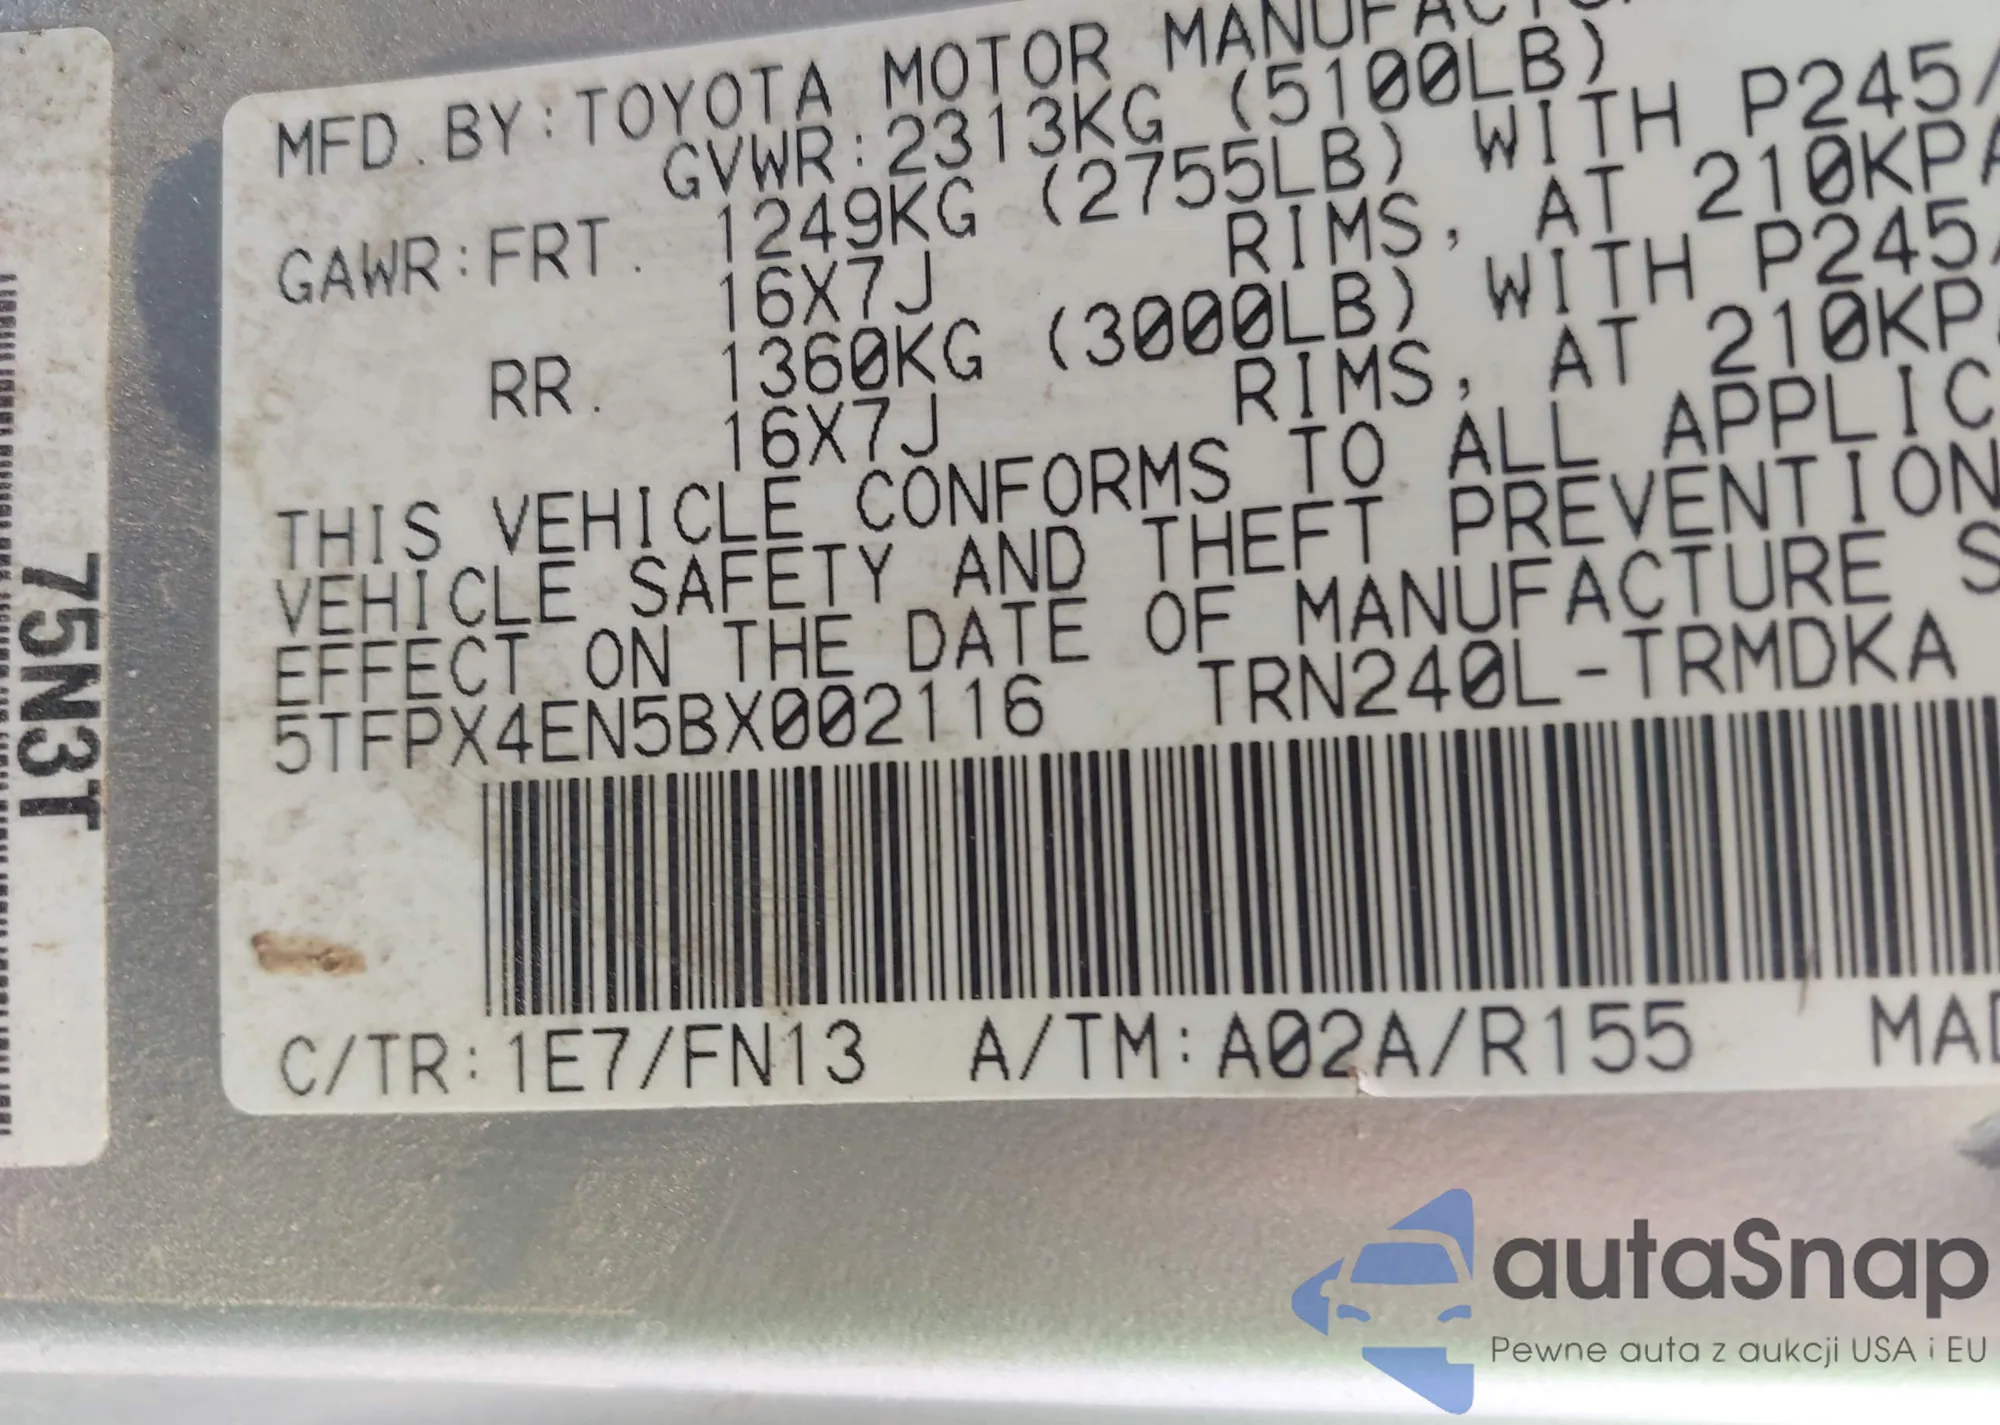 75N3T
MFD.BY:TOYOTA MOTOR
GVWR:2313KG (5100LB)
GAWR:FRT. 1249KG (2755LB) WITH P245/
16X7J RIMS, AT 210KPA
RR. 1360KG (3000LB) WITH P245/
16X7J RIMS, AT 210KPA
THIS VEHICLE CONFORMS TO ALL
VEHICLE SAFETY AND THEFT PREVENTION
EFFECT ON THE DATE OF MANUFACTURE
5TFPX4EN5BX002116 TRN240L-TRMDKA
C/TR:1E7/FN13 A/TM:A02A/R155
autaSnap
Pewne auta z aukcji USA i EU